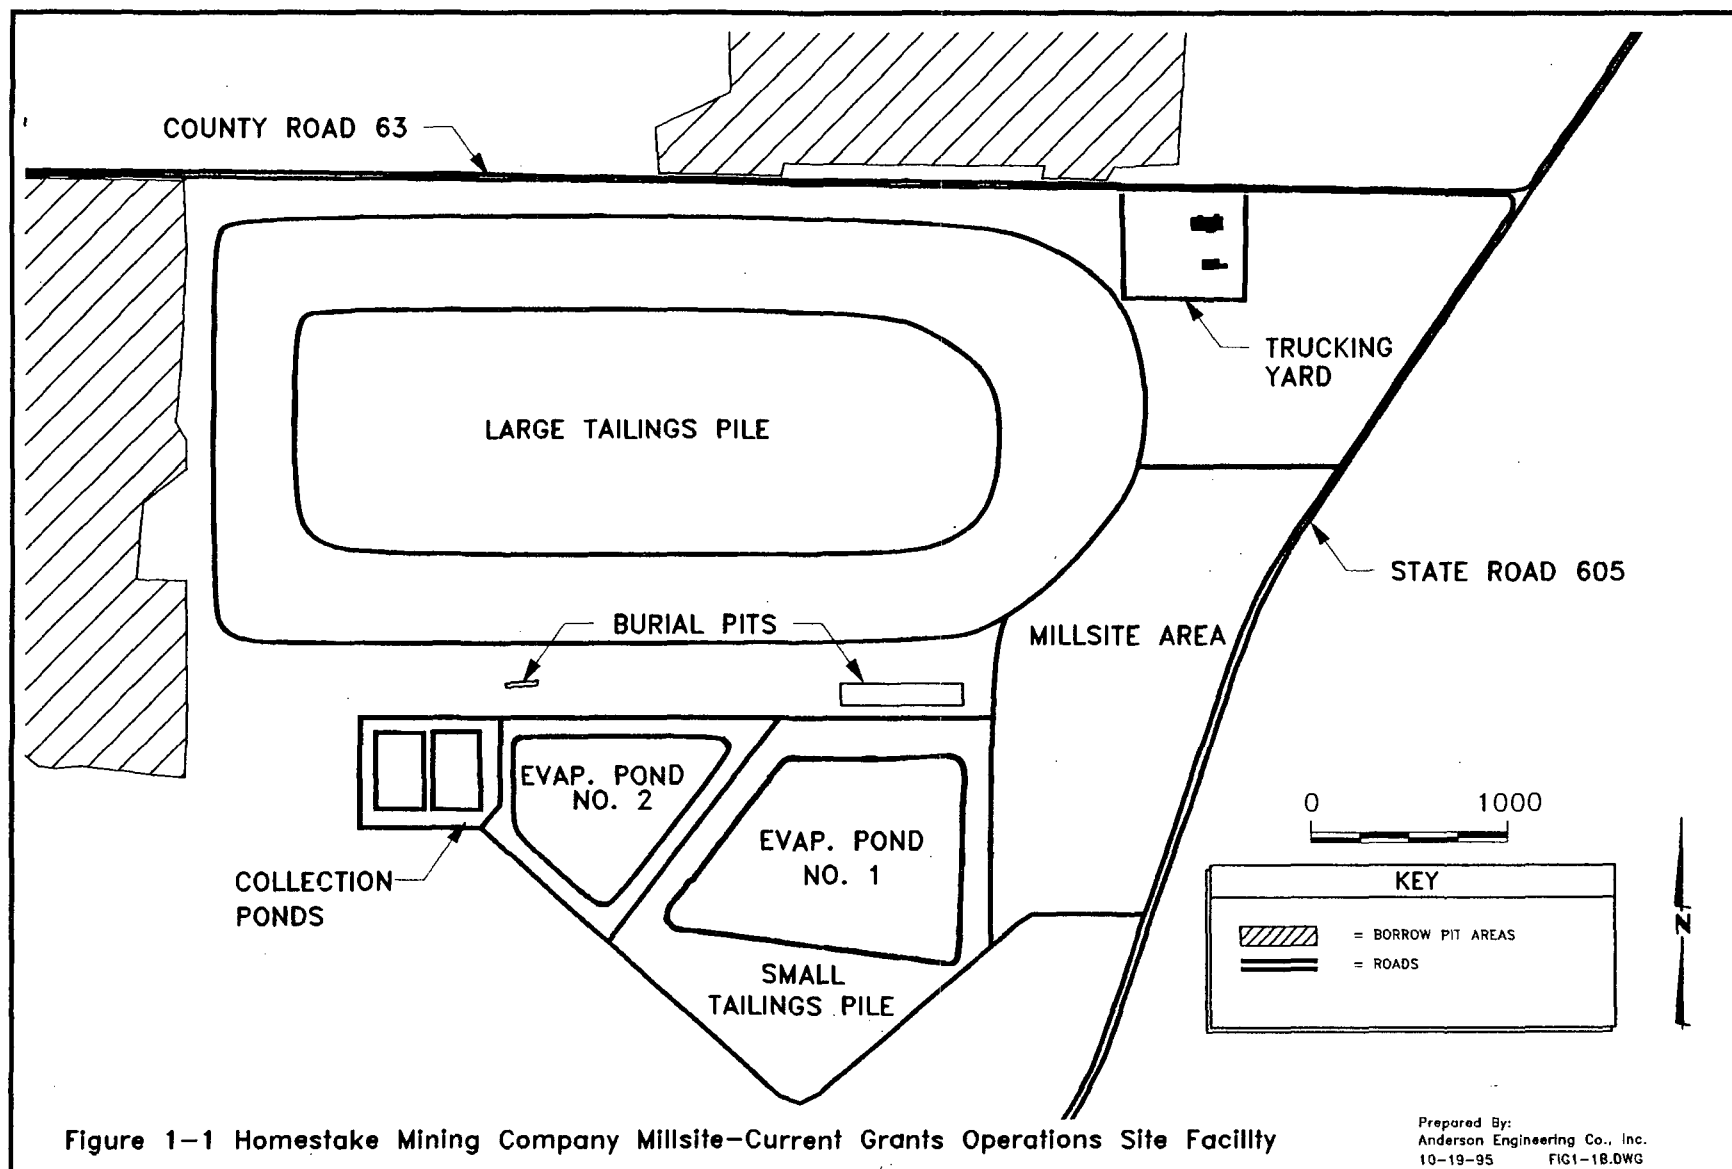 COUNTY ROAD 63
TRUCKING
YARD
LARGE TAILINGS PILE
STATE ROAD 605
BURIAL PITS
MILLSITE AREA
EVAP. POND
NO. 2
EVAP. POND
NO. 1
COLLECTION
PONDS
SMALL
TAILINGS PILE
0 1000
KEY
= BORROW PIT AREAS
= ROADS
N
Figure 1-1 Homestake Mining Company Millsite-Current Grants Operations Site Facility
Prepared By:
Anderson Engineering Co., Inc.
10-19-95 FIG1-1B.DWG